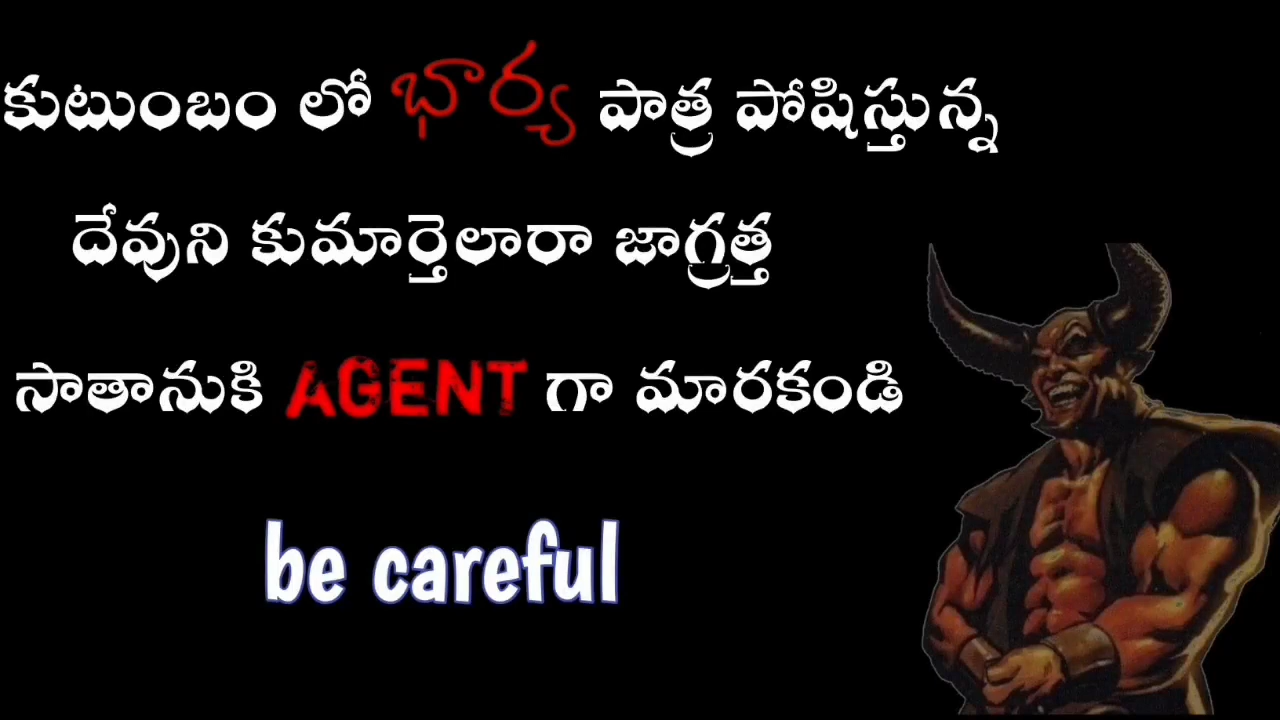 కుటుంబం లో భార్య పాత్ర పోషిస్తున్న
దేవుని కుమార్తెలారా జాగ్రత్త
సాతానుకి AGENT గా మారకండి
be careful